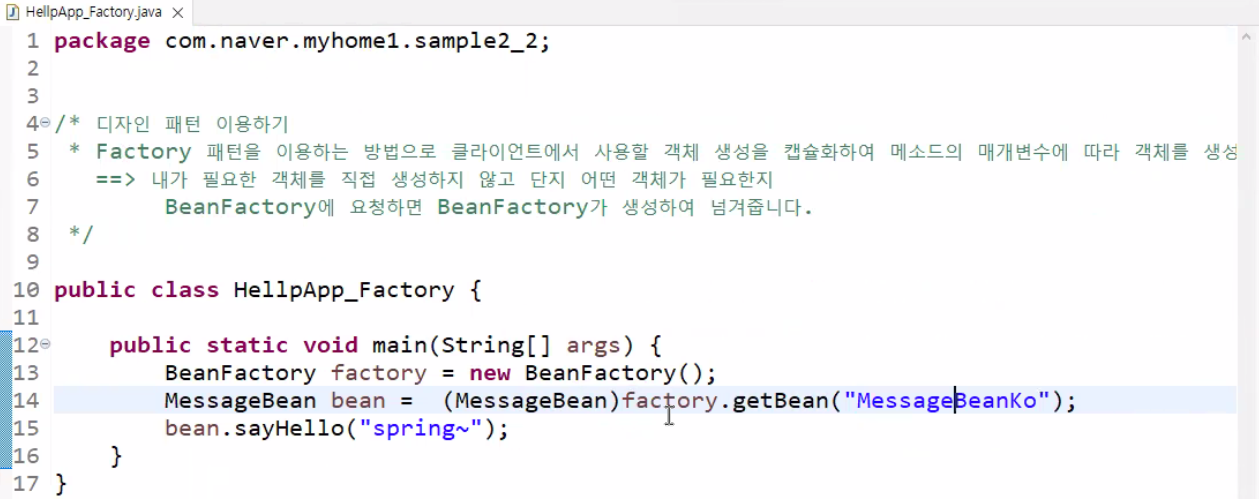 HellpApp_Factory.java
1 package com.naver.myhome1.sample2_2;
2
3
4 /* 디자인 패턴 이용하기
5 * Factory 패턴을 이용하는 방법으로 클라이언트에서 사용할 객체 생성을 캡슐화하여 메소드의 매개변수에 따라 객체를 생성
6 ==> 내가 필요한 객체를 직접 생성하지 않고 단지 어떤 객체가 필요한지
7 BeanFactory에 요청하면 BeanFactory가 생성하여 넘겨줍니다.
8 */
9
10 public class HellpApp_Factory {
11
12 public static void main(String[] args) {
13 BeanFactory factory = new BeanFactory();
14 MessageBean bean = (MessageBean)factory.getBean("MessageBeanKo");
15 bean.sayHello("spring~");
16 }
17 }